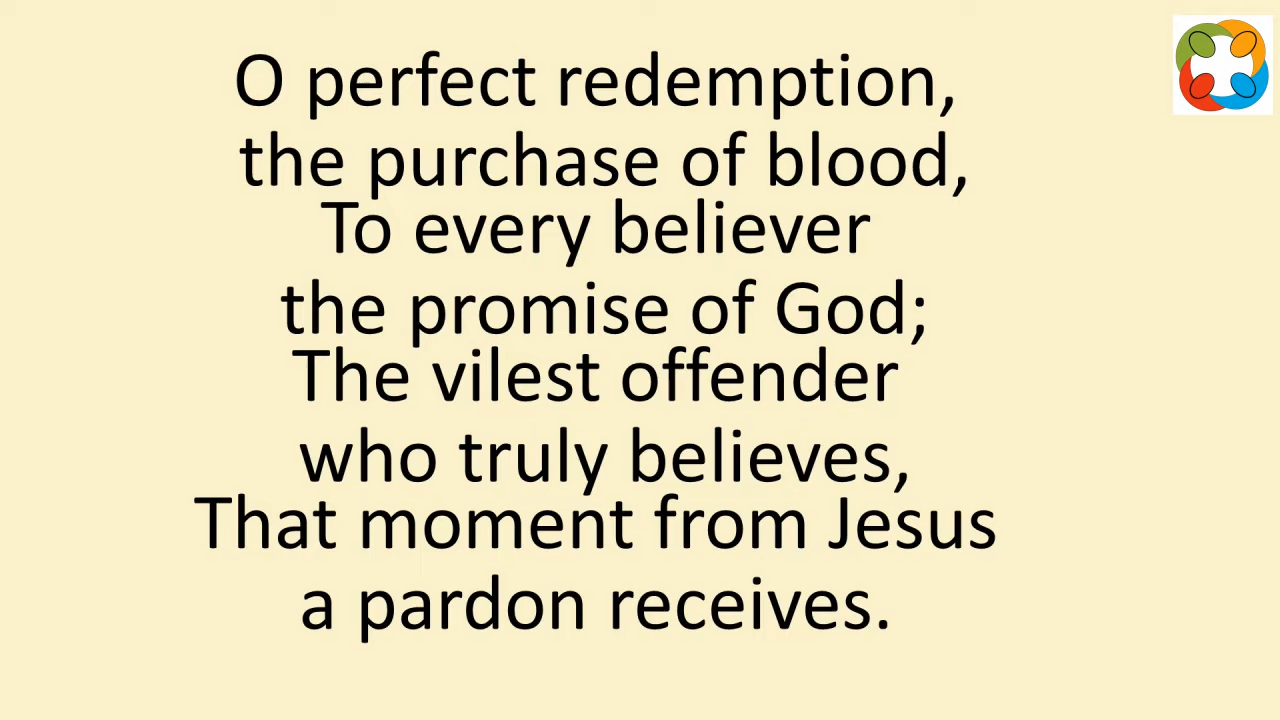 O perfect redemption,
the purchase of blood,
To every believer
the promise of God;
The vilest offender
who truly believes,
That moment from Jesus
a pardon receives.